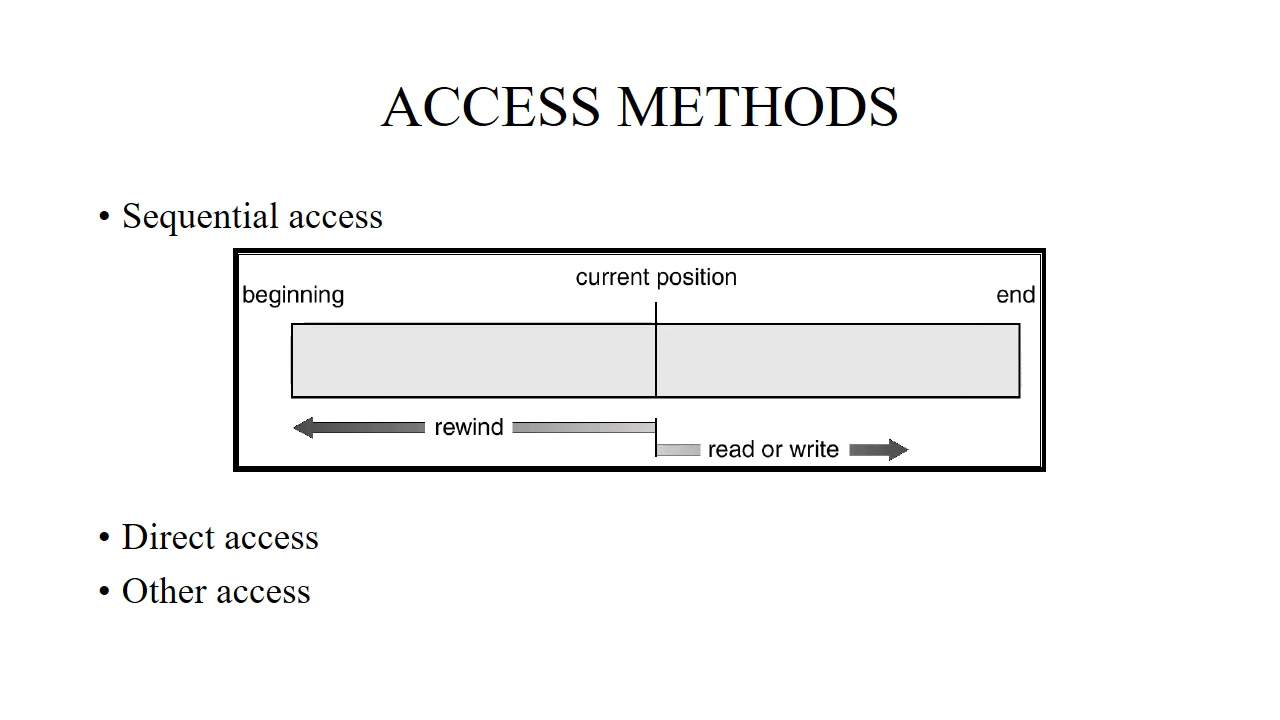 ACCESS METHODS
• Sequential access
current position
beginning
end
rewind
read or write
• Direct access
• Other access